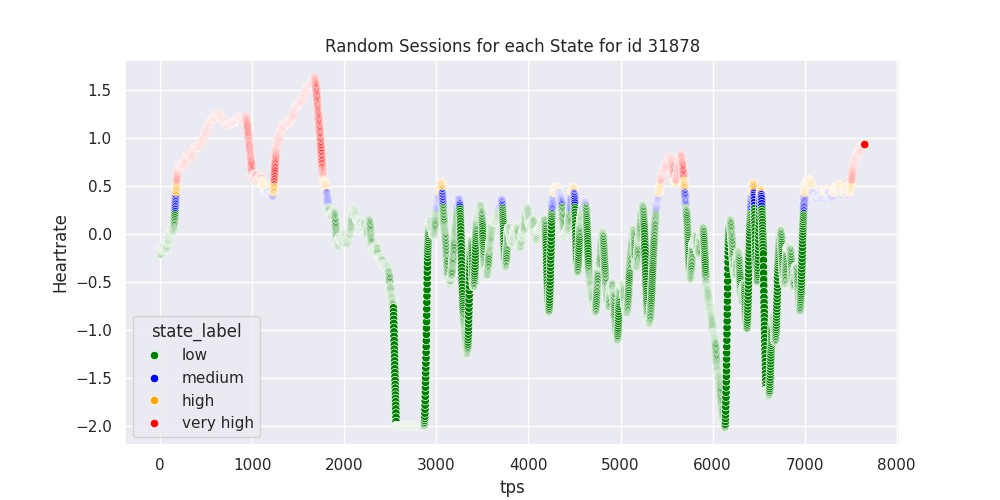 Random Sessions for each State for id 31878
Heartrate
1.5
1.0
0.5
0.0
−0.5
−1.0
−1.5
−2.0
state_label
low
medium
high
very high
0 1000 2000 3000 4000 5000 6000 7000 8000
tps